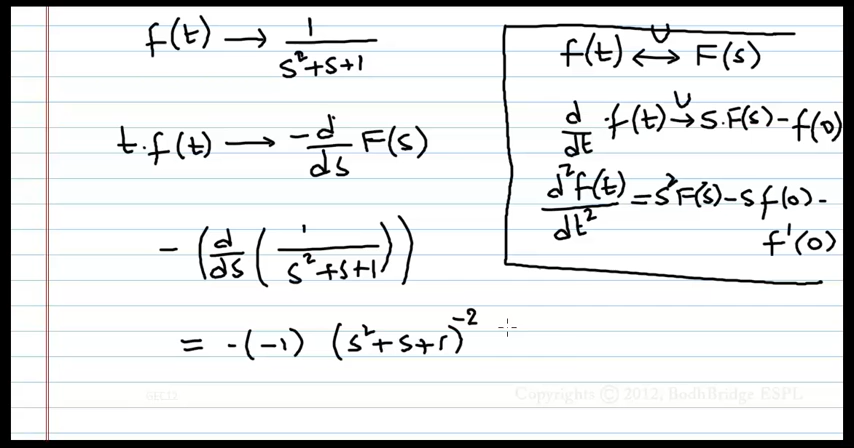 f(t) → 1/(s²+s+1)
t.f(t) → -d/ds F(s)
- (d/ds (1/(s²+s+1)))
= -(-1) (s²+s+1)⁻²
f(t) ↔ F(s)
d/dt .f(t) → s.F(s) - f(0)
d²f(t)/dt² = s²F(s) - s f(0) -
f'(0)
GEC12
Copyrights © 2012, BodhBridge ESPL